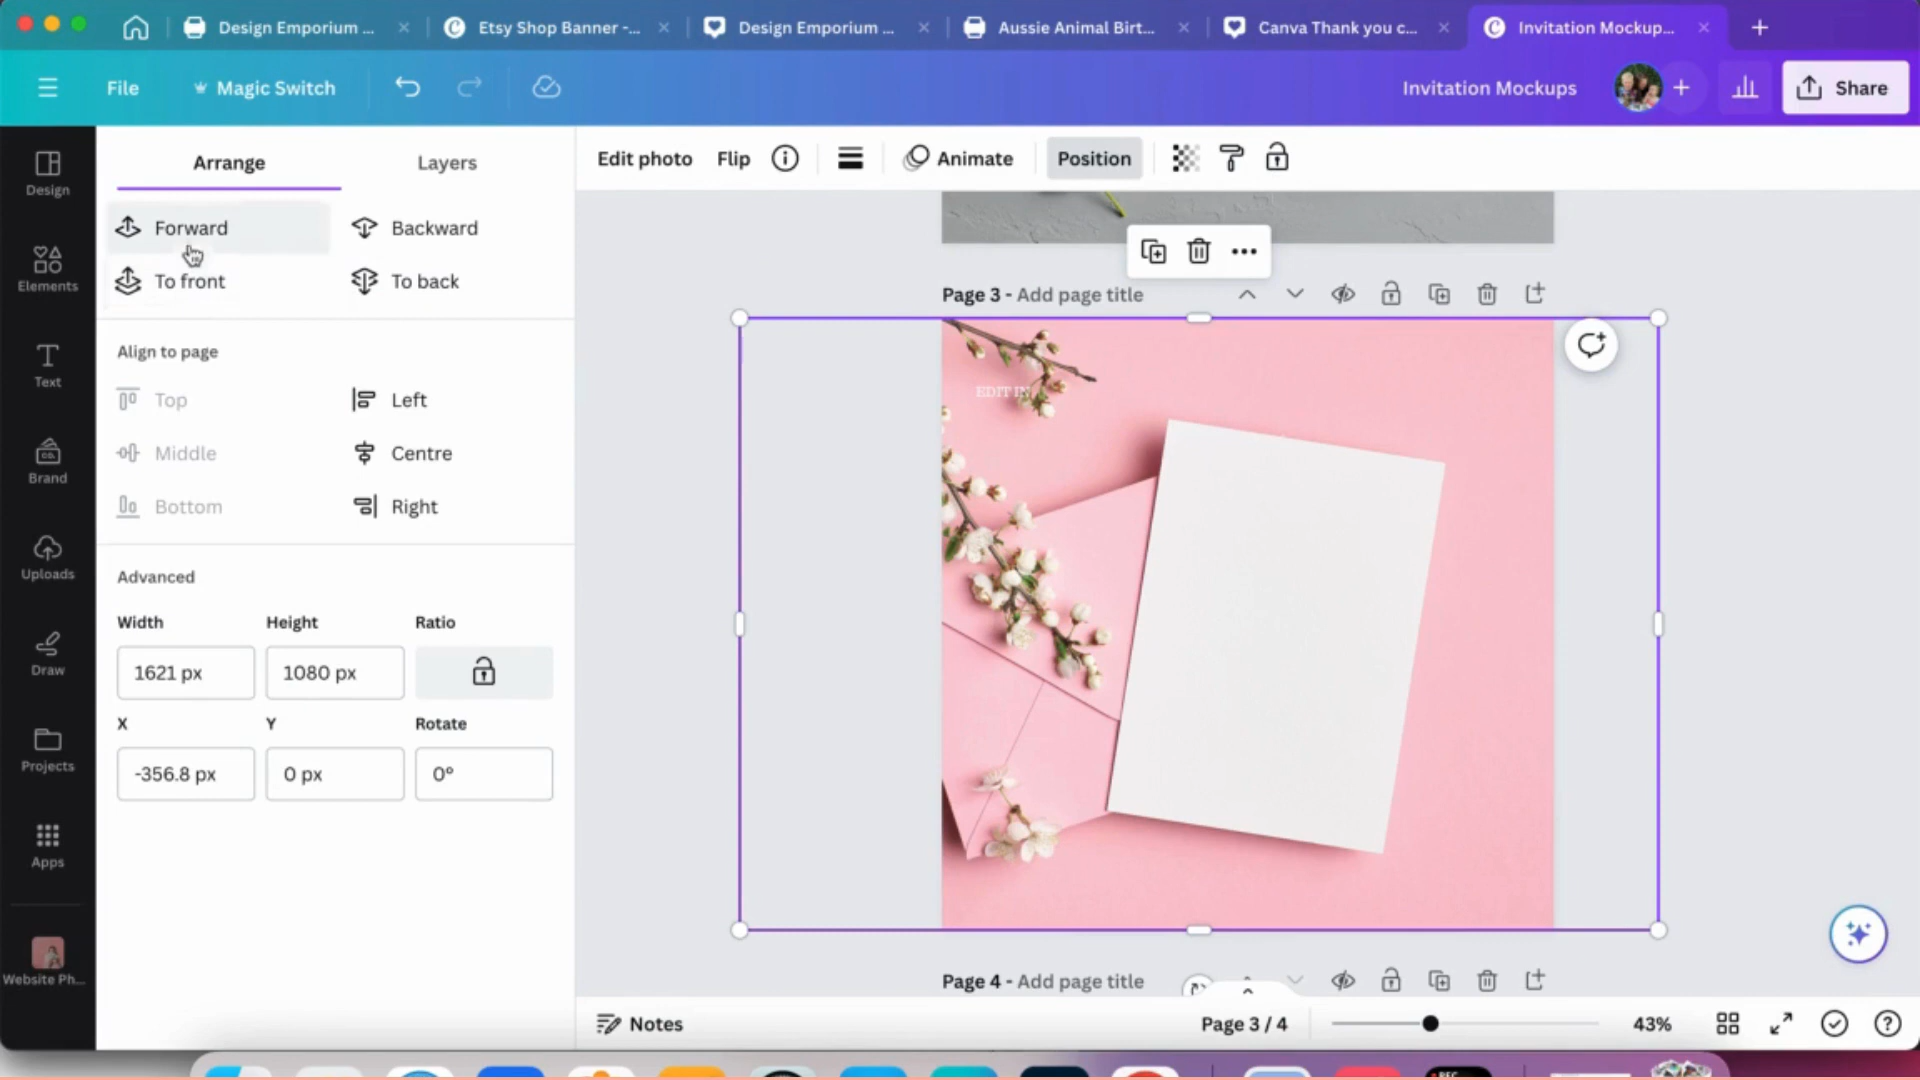 Design Emporium ...
Etsy Shop Banner -...
Design Emporium ...
Aussie Animal Birt...
Canva Thank you c...
Invitation Mockup...
File
Magic Switch
Invitation Mockups
Share
Design
Elements
Text
Brand
Uploads
Draw
Projects
Apps
Website Ph...
Arrange
Layers
Forward
Backward
To front
To back
Align to page
Top
Left
Middle
Centre
Bottom
Right
Advanced
Width
Height
Ratio
1621 px
1080 px
X
Y
Rotate
-356.8 px
0 px
0°
Edit photo
Flip
Animate
Position
Page 3 - Add page title
EDIT IN
Page 4 - Add page title
Notes
Page 3 / 4
43%
CO.
REC